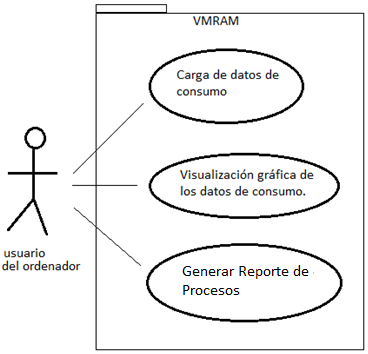 VMRAM
Carga de datos de
consumo
Visualización gráfica de
los datos de consumo.
Generar Reporte de
Procesos
usuario
del ordenador